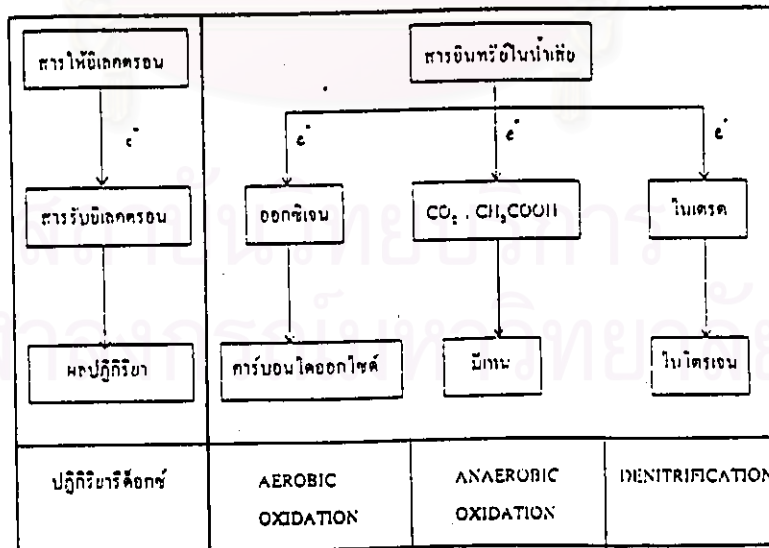 สารให้อิเลคตรอน
สารอินทรีย์ในน้ำเสีย
e⁻
e⁻
e⁻
e⁻
สารรับอิเลคตรอน
ออกซิเจน
CO₂ , CH₃COOH
ไนเตรต
ผลปฏิกิริยา
คาร์บอนไดออกไซด์
มีเทน
ไนโตรเจน
ปฏิกิริยารีด็อกซ์
AEROBIC
OXIDATION
ANAEROBIC
OXIDATION
DENITRIFICATION